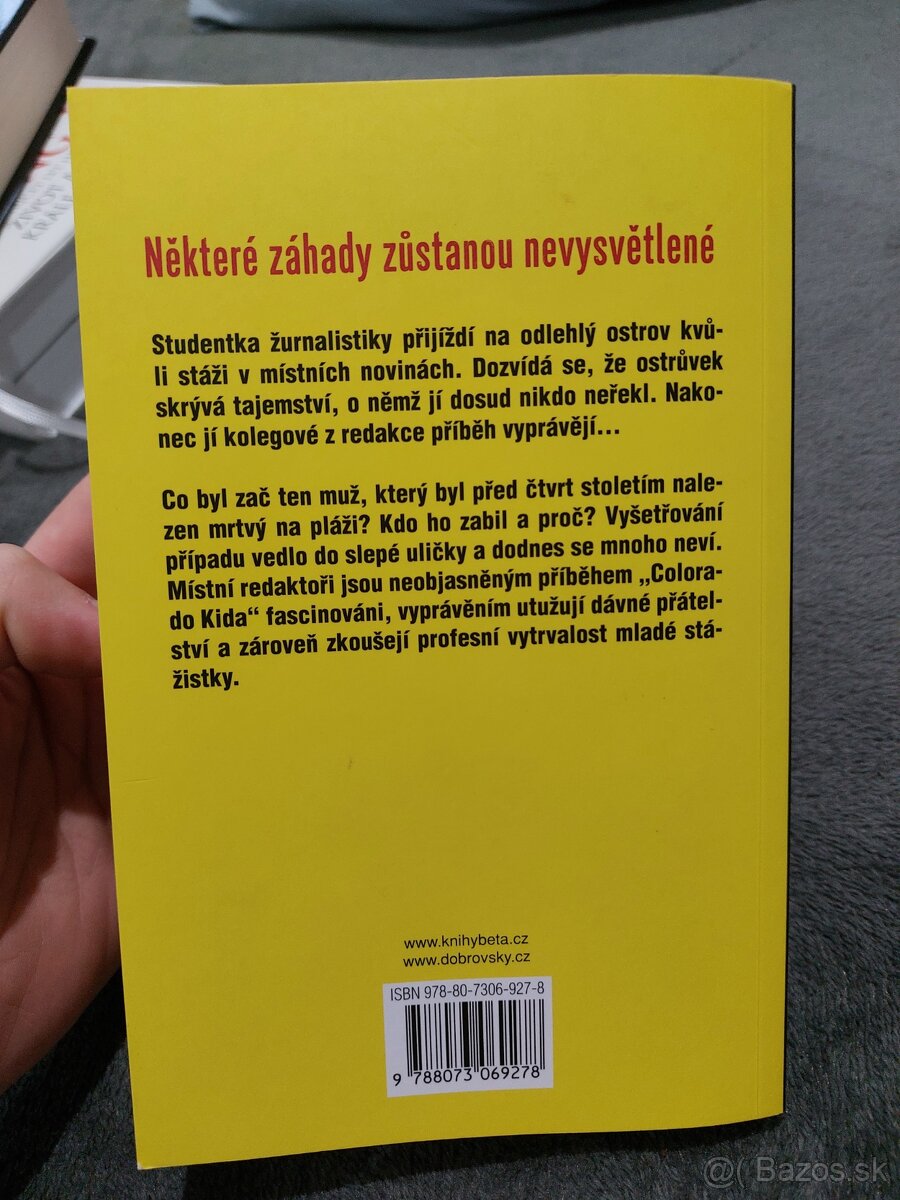 Některé záhady zůstanou nevysvětlené
Studentka žurnalistiky přijíždí na odlehlý ostrov kvů-
li stáži v místních novinách. Dozvídá se, že ostrůvek
skrývá tajemství, o němž jí dosud nikdo neřekl. Nako-
nec jí kolegové z redakce příběh vyprávějí...
Co byl zač ten muž, který byl před čtvrt stoletím nale-
zen mrtvý na pláži? Kdo ho zabil a proč? Vyšetřování
případu vedlo do slepé uličky a dodnes se mnoho neví.
Místní redaktoři jsou neobjasněným příběhem „Colora-
do Kida“ fascinováni, vyprávěním utužují dávné přátel-
ství a zároveň zkoušejí profesní vytrvalost mladé stá-
žistky.
www.knihybeta.cz
www.dobrovsky.cz
ISBN 978-80-7306-927-8
9 788073 069278
@( Bazos.sk